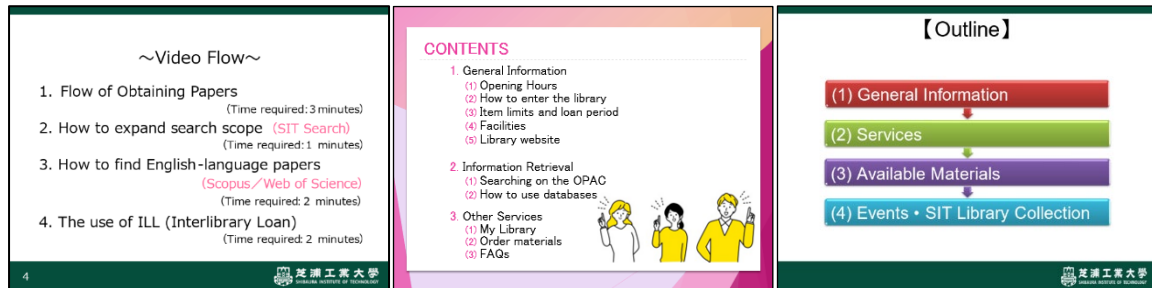 ～Video Flow～
1. Flow of Obtaining Papers
(Time required: 3 minutes)
2. How to expand search scope (SIT Search)
(Time required: 1 minutes)
3. How to find English-language papers
(Scopus／Web of Science)
(Time required: 2 minutes)
4. The use of ILL (Interlibrary Loan)
(Time required: 2 minutes)
4
芝浦工業大學
SHIBAURA INSTITUTE OF TECHNOLOGY
CONTENTS
1. General Information
(1) Opening Hours
(2) How to enter the library
(3) Item limits and loan period
(4) Facilities
(5) Library website
2. Information Retrieval
(1) Searching on the OPAC
(2) How to use databases
3. Other Services
(1) My Library
(2) Order materials
(3) FAQs
【Outline】
(1) General Information
(2) Services
(3) Available Materials
(4) Events・SIT Library Collection
芝浦工業大學
SHIBAURA INSTITUTE OF TECHNOLOGY